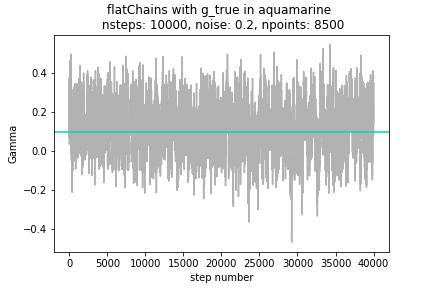 flatChains with g_true in aquamarine
nsteps: 10000, noise: 0.2, npoints: 8500
Gamma
0.4
0.2
0.0
−0.2
−0.4
0 5000 10000 15000 20000 25000 30000 35000 40000
step number